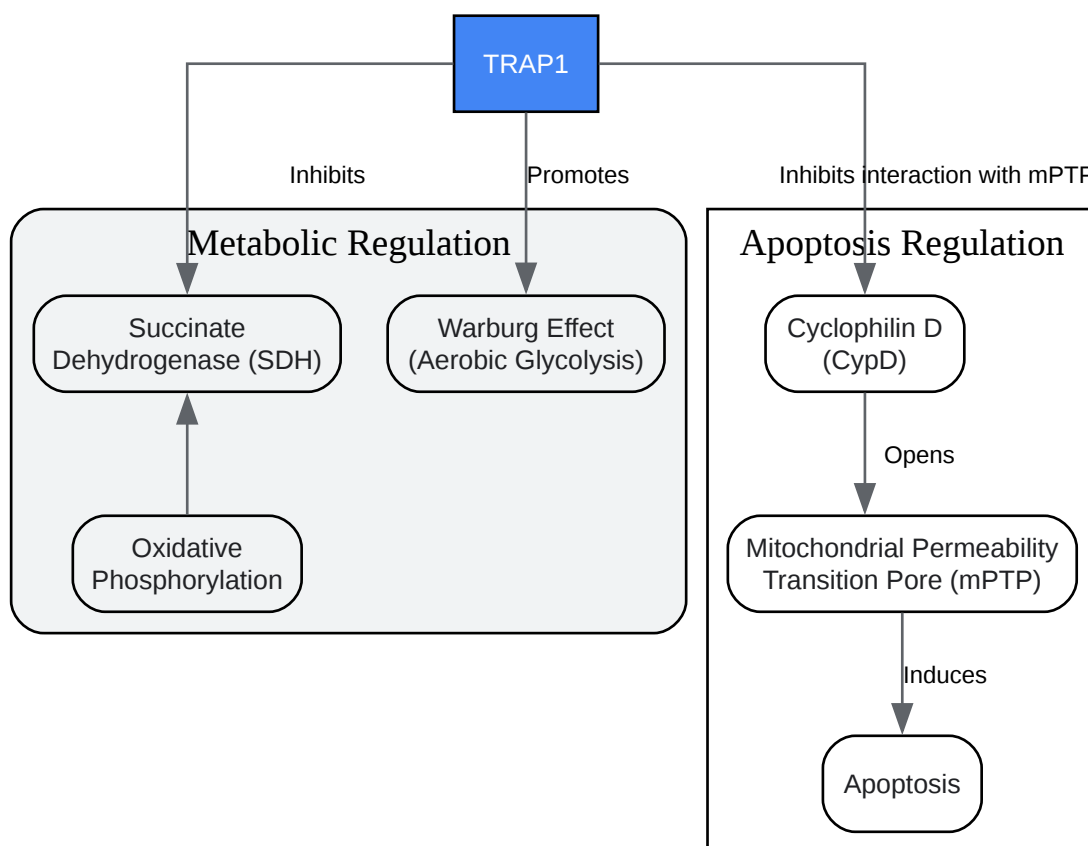 TRAP1
Inhibits
Promotes
Inhibits interaction with mPTP
Metabolic Regulation
Apoptosis Regulation
Succinate
Dehydrogenase (SDH)
Warburg Effect
(Aerobic Glycolysis)
Cyclophilin D
(CypD)
Opens
Oxidative
Phosphorylation
Mitochondrial Permeability
Transition Pore (mPTP)
Induces
Apoptosis